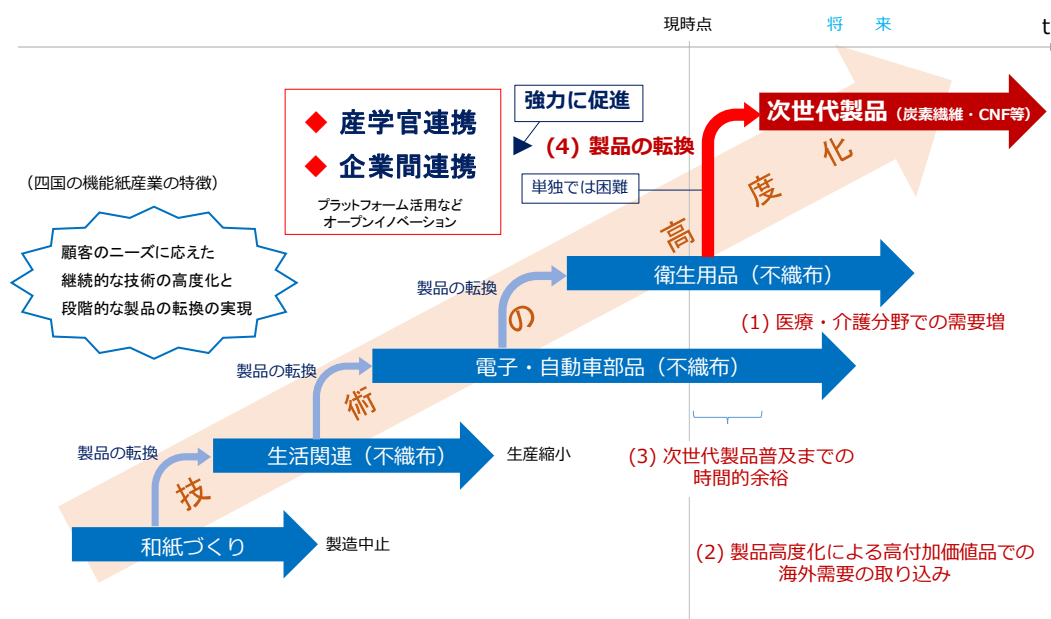 現時点
将　来
t
◆ 産学官連携
◆ 企業間連携
プラットフォーム活用など
オープンイノベーション
強力に促進
(4) 製品の転換
単独では困難
次世代製品（炭素繊維・CNF等）
(四国の機能紙産業の特徴)
顧客のニーズに応えた
継続的な技術の高度化と
段階的な製品の転換の実現
技術の高度化
製品の転換
衛生用品（不織布）
(1) 医療・介護分野での需要増
製品の転換
電子・自動車部品（不織布）
製品の転換
生活関連（不織布）
生産縮小
(3) 次世代製品普及までの
時間的余裕
和紙づくり
製造中止
(2) 製品高度化による高付加価値品での
海外需要の取り込み